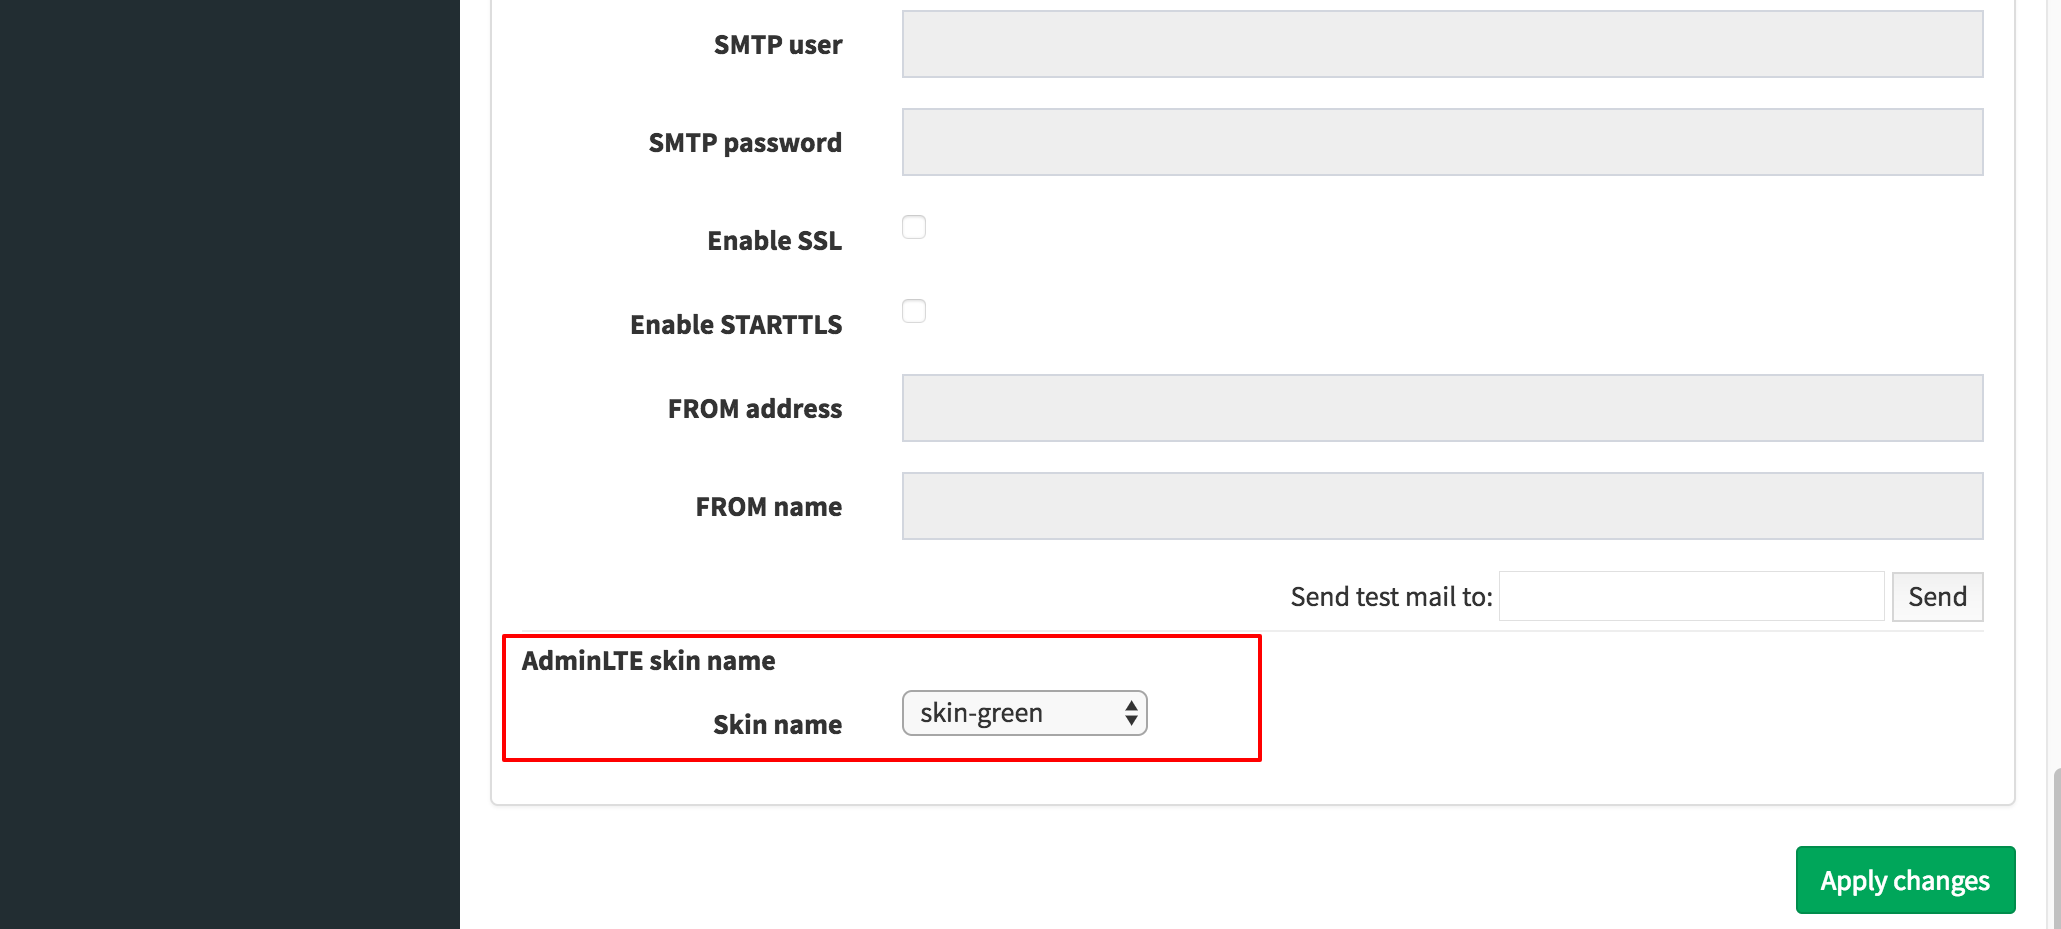 SMTP user
SMTP password
Enable SSL
Enable STARTTLS
FROM address
FROM name
Send test mail to:
Send
AdminLTE skin name
Skin name
skin-green
Apply changes